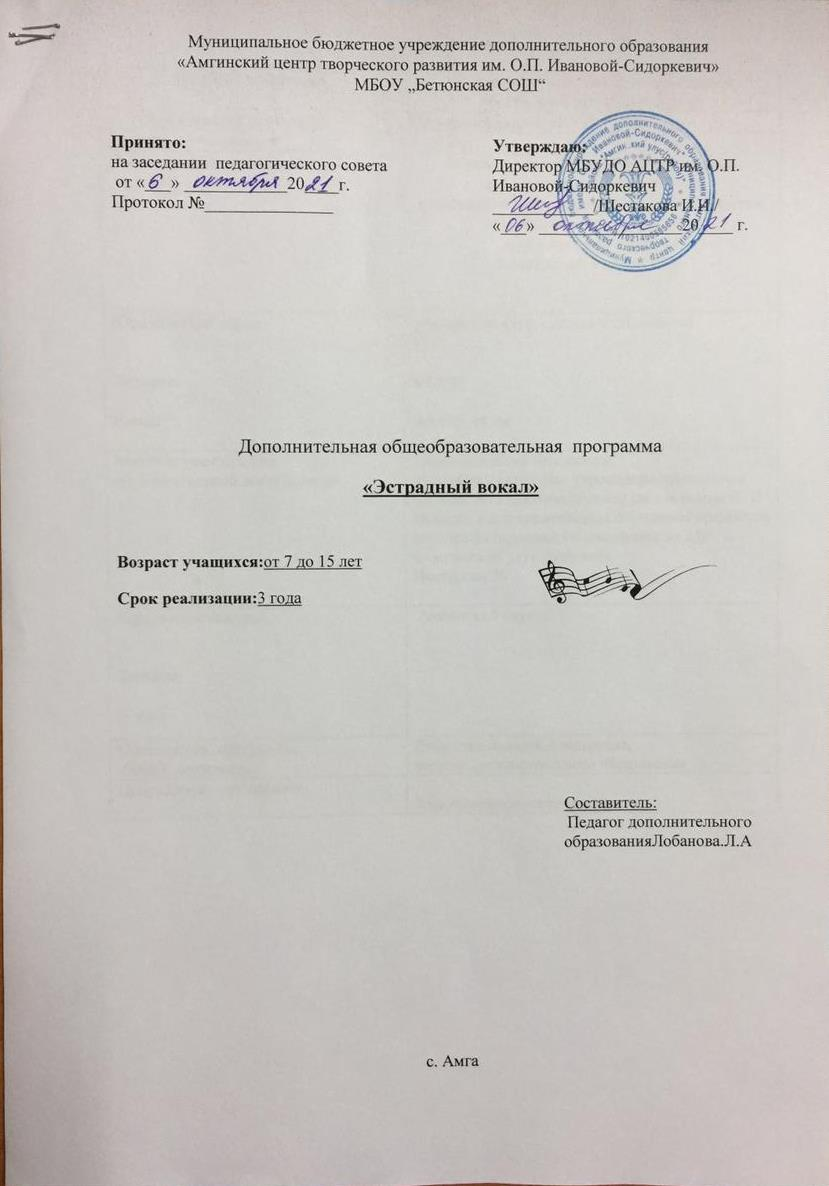 Муниципальное бюджетное учреждение дополнительного образования
«Амгинский центр творческого развития им. О.П. Ивановой-Сидоркевич»
МБОУ „Бетюнская СОШ“
Принято:
на заседании педагогического совета
от «6 » октября 2021 г.
Протокол №_______________
Утверждаю:
Директор МБУДО АЦТР им. О.П.
Ивановой-Сидоркевич
/Шестакова И.И./
«06» октября 2021 г.
Дополнительная общеобразовательная программа
«Эстрадный вокал»
Возраст учащихся:от 7 до 15 лет
Срок реализации:3 года
Составитель:
Педагог дополнительного
образованияЛобанова.Л.А
с. Амга